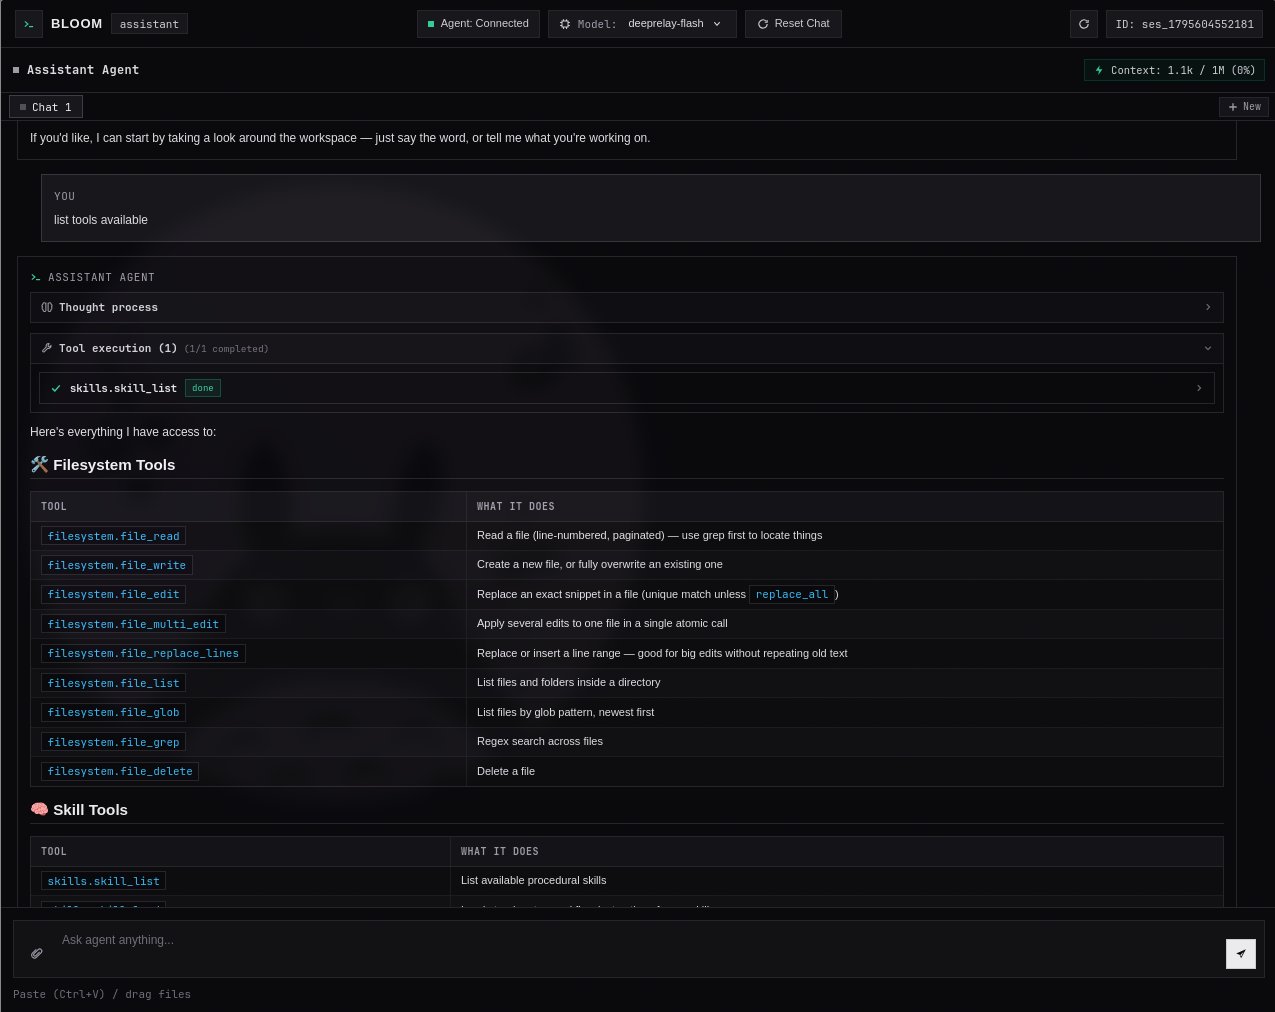 BLOOM assistant Agent: Connected Model: deeprelay-flash Reset Chat ID: ses_1795604552181
Assistant Agent Context: 1.1k / 1M (0%)
Chat 1 New
If you'd like, I can start by taking a look around the workspace — just say the word, or tell me what you're working on.
YOU
list tools available
ASSISTANT AGENT
Thought process
Tool execution (1) (1/1 completed)
skills.skill_list done
Here's everything I have access to:
🛠️ Filesystem Tools
TOOL WHAT IT DOES
filesystem.file_read Read a file (line-numbered, paginated) — use grep first to locate things
filesystem.file_write Create a new file, or fully overwrite an existing one
filesystem.file_edit Replace an exact snippet in a file (unique match unless replace_all )
filesystem.file_multi_edit Apply several edits to one file in a single atomic call
filesystem.file_replace_lines Replace or insert a line range — good for big edits without repeating old text
filesystem.file_list List files and folders inside a directory
filesystem.file_glob List files by glob pattern, newest first
filesystem.file_grep Regex search across files
filesystem.file_delete Delete a file
🧠 Skill Tools
TOOL WHAT IT DOES
skills.skill_list List available procedural skills
Ask agent anything...
Paste (Ctrl+V) / drag files